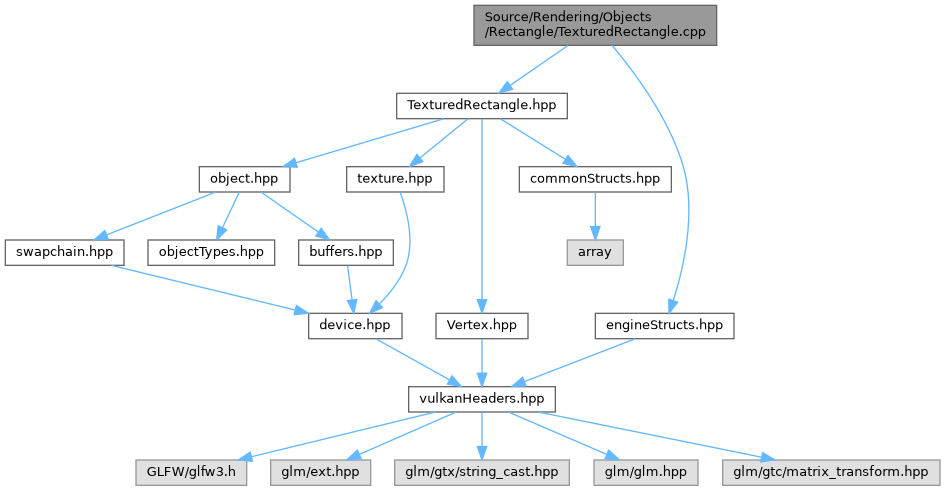 Source/Rendering/Objects
/Rectangle/TexturedRectangle.cpp
TexturedRectangle.hpp
object.hpp
texture.hpp
commonStructs.hpp
swapchain.hpp
objectTypes.hpp
buffers.hpp
array
device.hpp
Vertex.hpp
engineStructs.hpp
vulkanHeaders.hpp
GLFW/glfw3.h
glm/ext.hpp
glm/gtx/string_cast.hpp
glm/glm.hpp
glm/gtc/matrix_transform.hpp